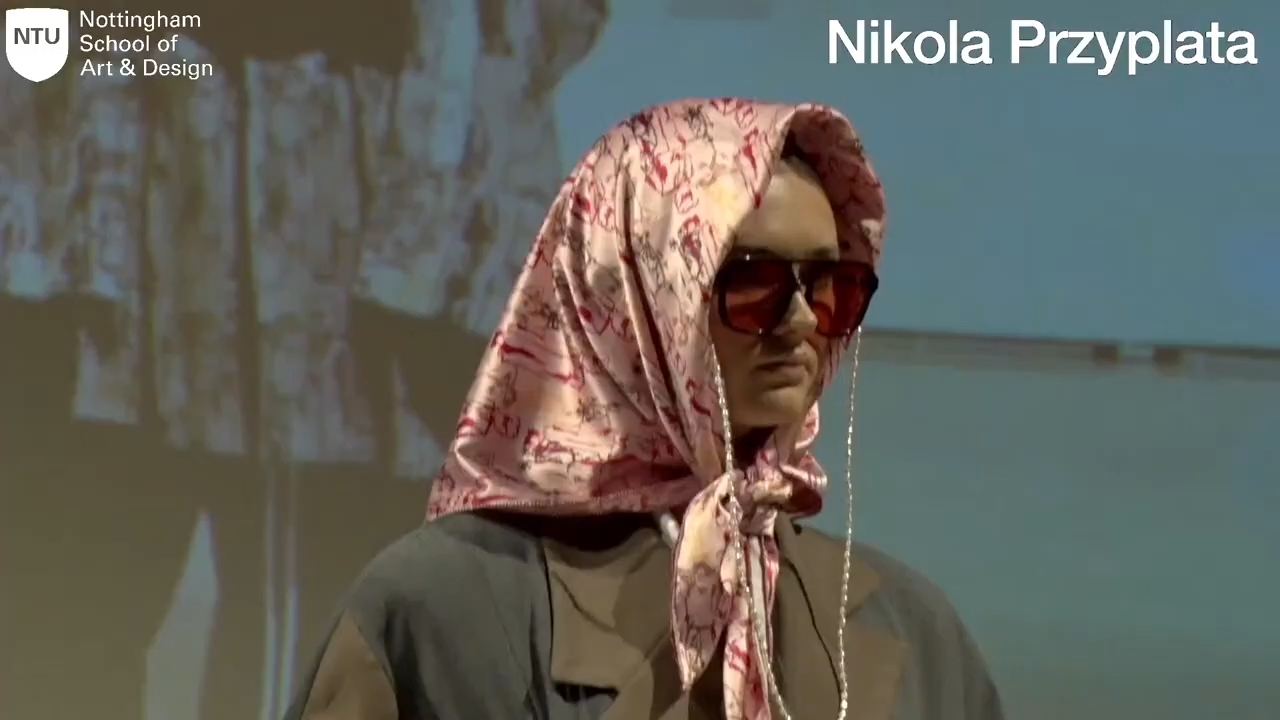 NTU
Nottingham
School of
Art & Design
Nikola Przyplata